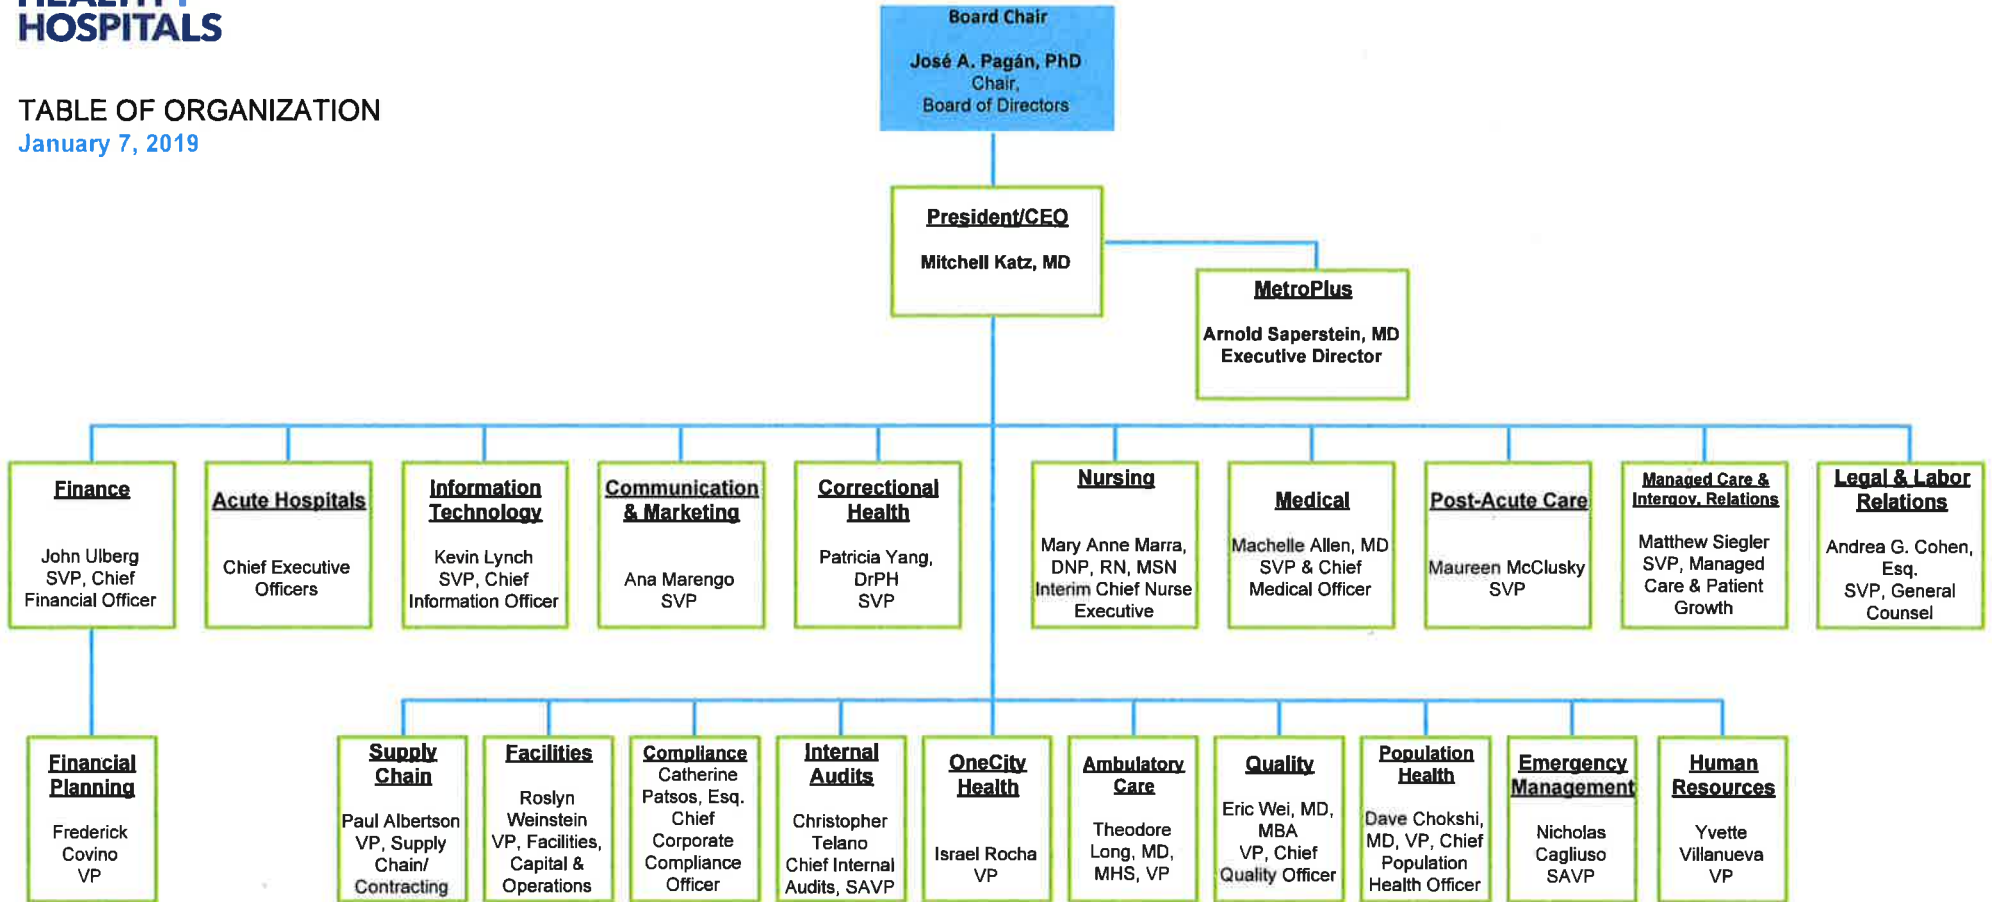 HEALTH+
HOSPITALS
TABLE OF ORGANIZATION
January 7, 2019
Board Chair
José A. Pagán, PhD
Chair,
Board of Directors
President/CEO
Mitchell Katz, MD
MetroPlus
Arnold Saperstein, MD
Executive Director
Finance
John Ulberg
SVP, Chief
Financial Officer
Acute Hospitals
Chief Executive
Officers
Information
Technology
Kevin Lynch
SVP, Chief
Information Officer
Communication
& Marketing
Ana Marengo
SVP
Correctional
Health
Patricia Yang,
DrPH
SVP
Nursing
Mary Anne Marra,
DNP, RN, MSN
Interim Chief Nurse
Executive
Medical
Machelle Allen, MD
SVP & Chief
Medical Officer
Post-Acute Care
Maureen McClusky
SVP
Managed Care &
Intergov. Relations
Matthew Siegler
SVP, Managed
Care & Patient
Growth
Legal & Labor
Relations
Andrea G. Cohen,
Esq.
SVP, General
Counsel
Financial
Planning
Frederick
Covino
VP
Supply
Chain
Paul Albertson
VP, Supply
Chain/
Contracting
Facilities
Roslyn
Weinstein
VP, Facilities,
Capital &
Operations
Compliance
Catherine
Patsos, Esq.
Chief
Corporate
Compliance
Officer
Internal
Audits
Christopher
Telano
Chief Internal
Audits, SAVP
OneCity
Health
Israel Rocha
VP
Ambulatory
Care
Theodore
Long, MD,
MHS, VP
Quality
Eric Wei, MD,
MBA
VP, Chief
Quality Officer
Population
Health
Dave Chokshi,
MD, VP, Chief
Population
Health Officer
Emergency
Management
Nicholas
Cagliuso
SAVP
Human
Resources
Yvette
Villanueva
VP